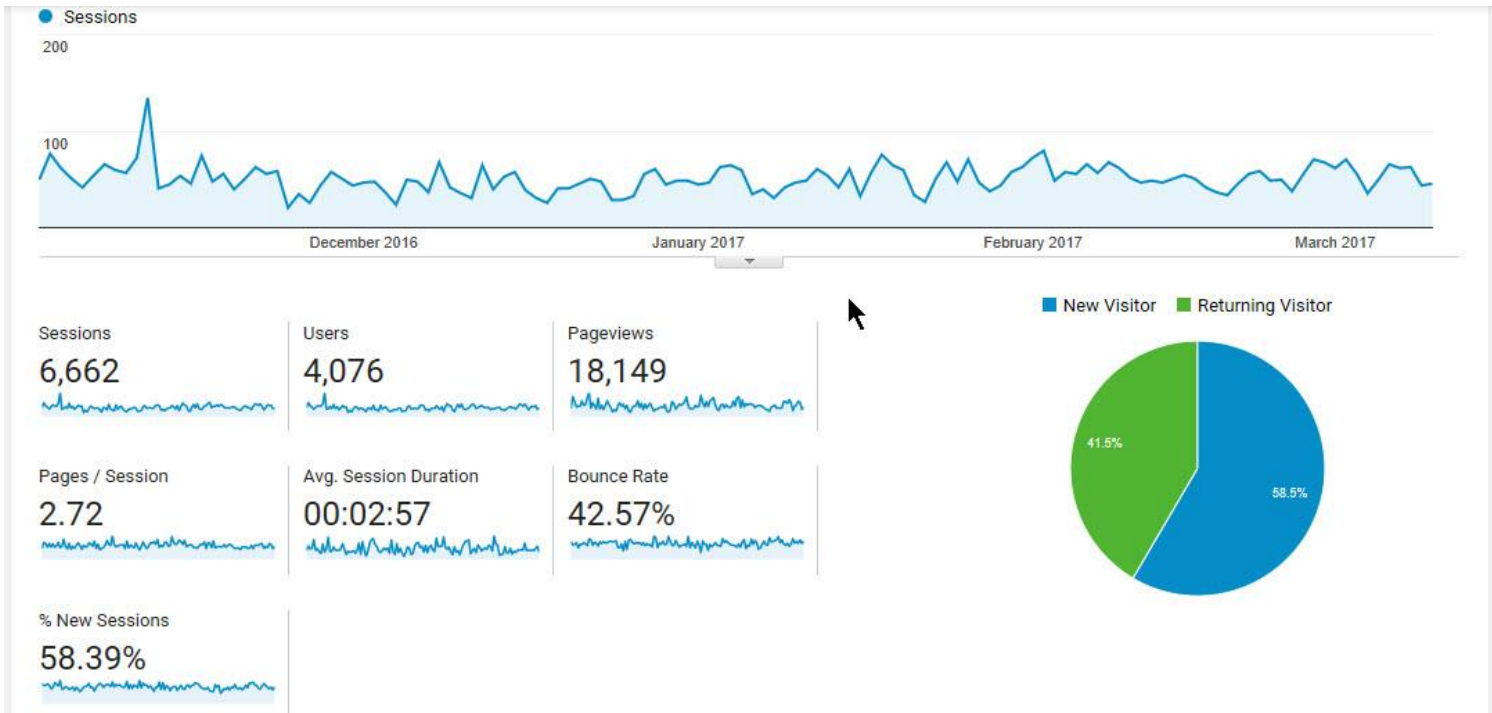 Sessions
200
100
December 2016
January 2017
February 2017
March 2017
New Visitor
Returning Visitor
Sessions
6,662
Users
4,076
Pageviews
18,149
Pages / Session
2.72
Avg. Session Duration
00:02:57
Bounce Rate
42.57%
% New Sessions
58.39%
41.5%
58.5%